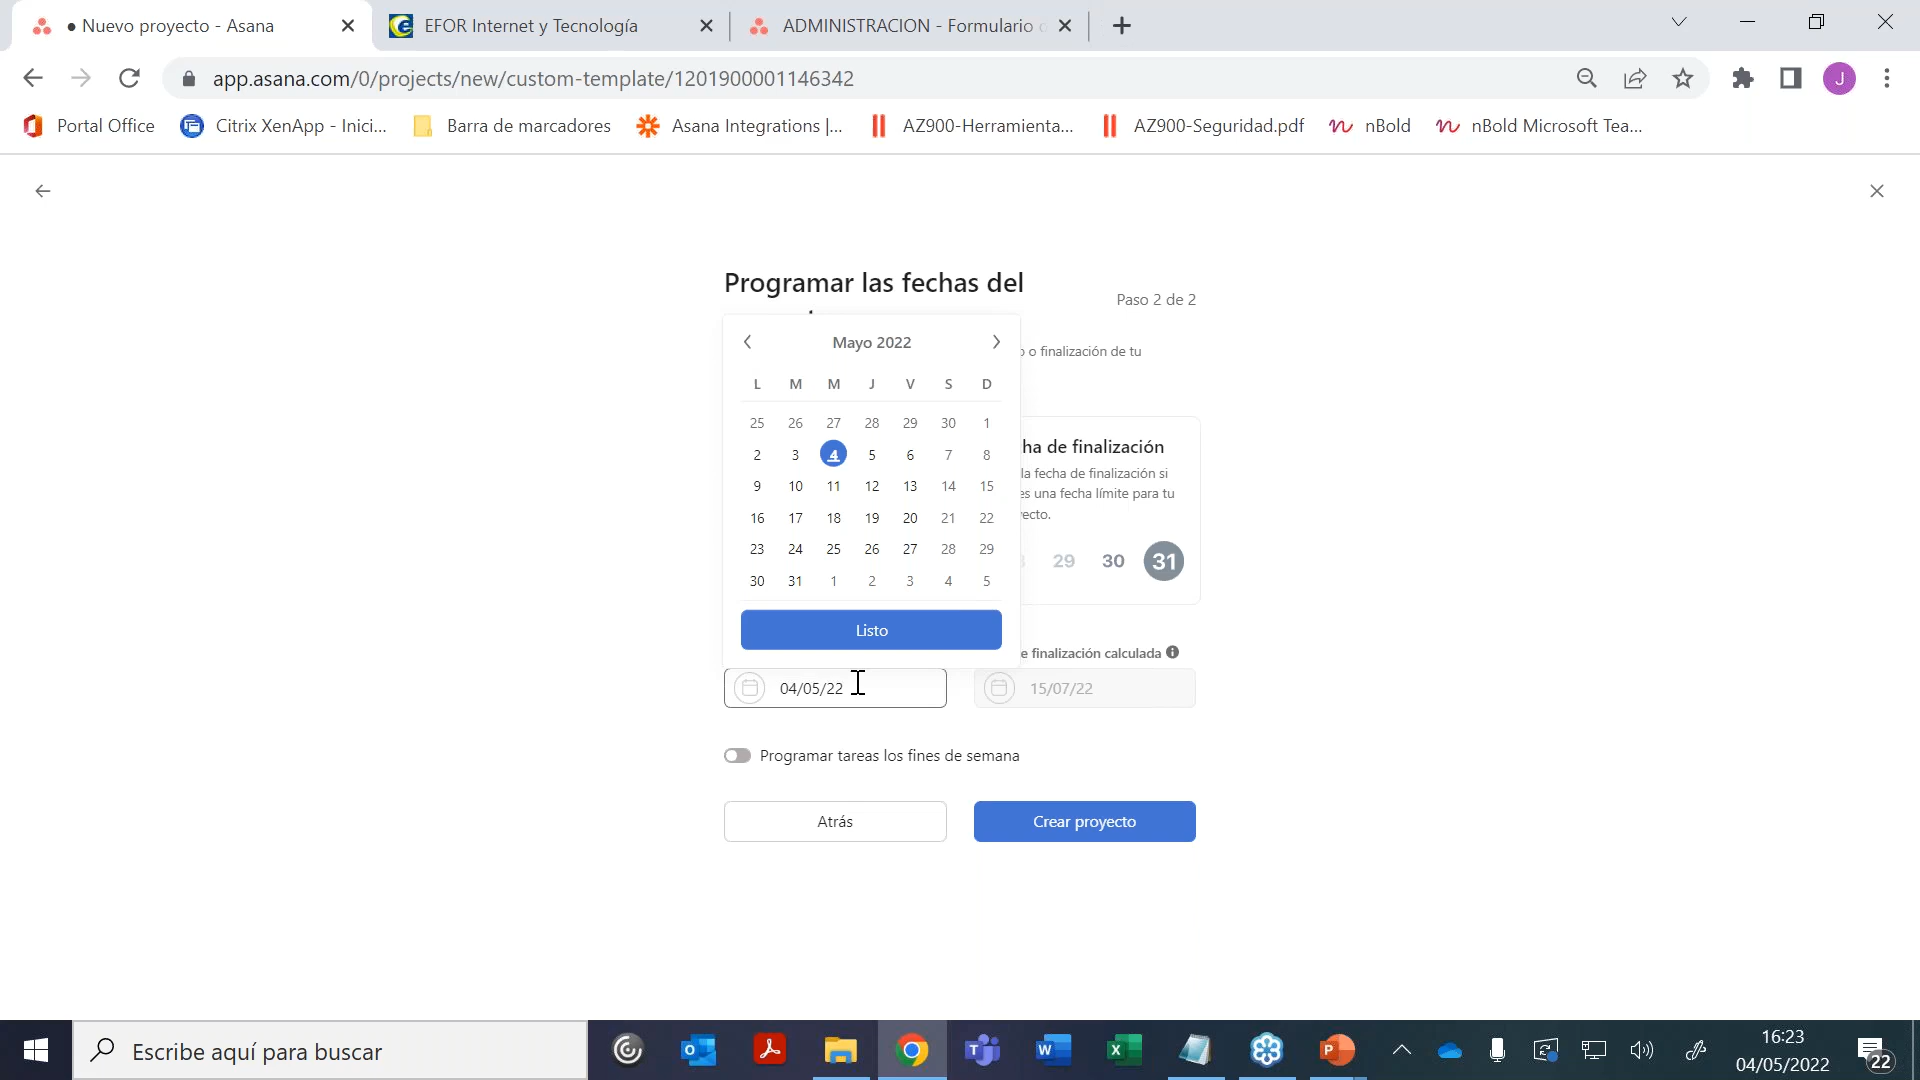 ● Nuevo proyecto - Asana
EFOR Internet y Tecnología
ADMINISTRACION - Formulario
app.asana.com/0/projects/new/custom-template/1201900001146342
J
Portal Office
Citrix XenApp - Inici...
Barra de marcadores
Asana Integrations |...
AZ900-Herramienta...
AZ900-Seguridad.pdf
nBold
nBold Microsoft Tea...
Programar las fechas del
Paso 2 de 2
o finalización de tu
Mayo 2022
L M M J V S D
25 26 27 28 29 30 1
2 3 4 5 6 7 8
9 10 11 12 13 14 15
16 17 18 19 20 21 22
23 24 25 26 27 28 29
30 31 1 2 3 4 5
Listo
ha de finalización
la fecha de finalización si
es una fecha límite para tu
ecto.
29 30 31
e finalización calculada
04/05/22
15/07/22
Programar tareas los fines de semana
Atrás
Crear proyecto
Escribe aquí para buscar
16:23
04/05/2022
22